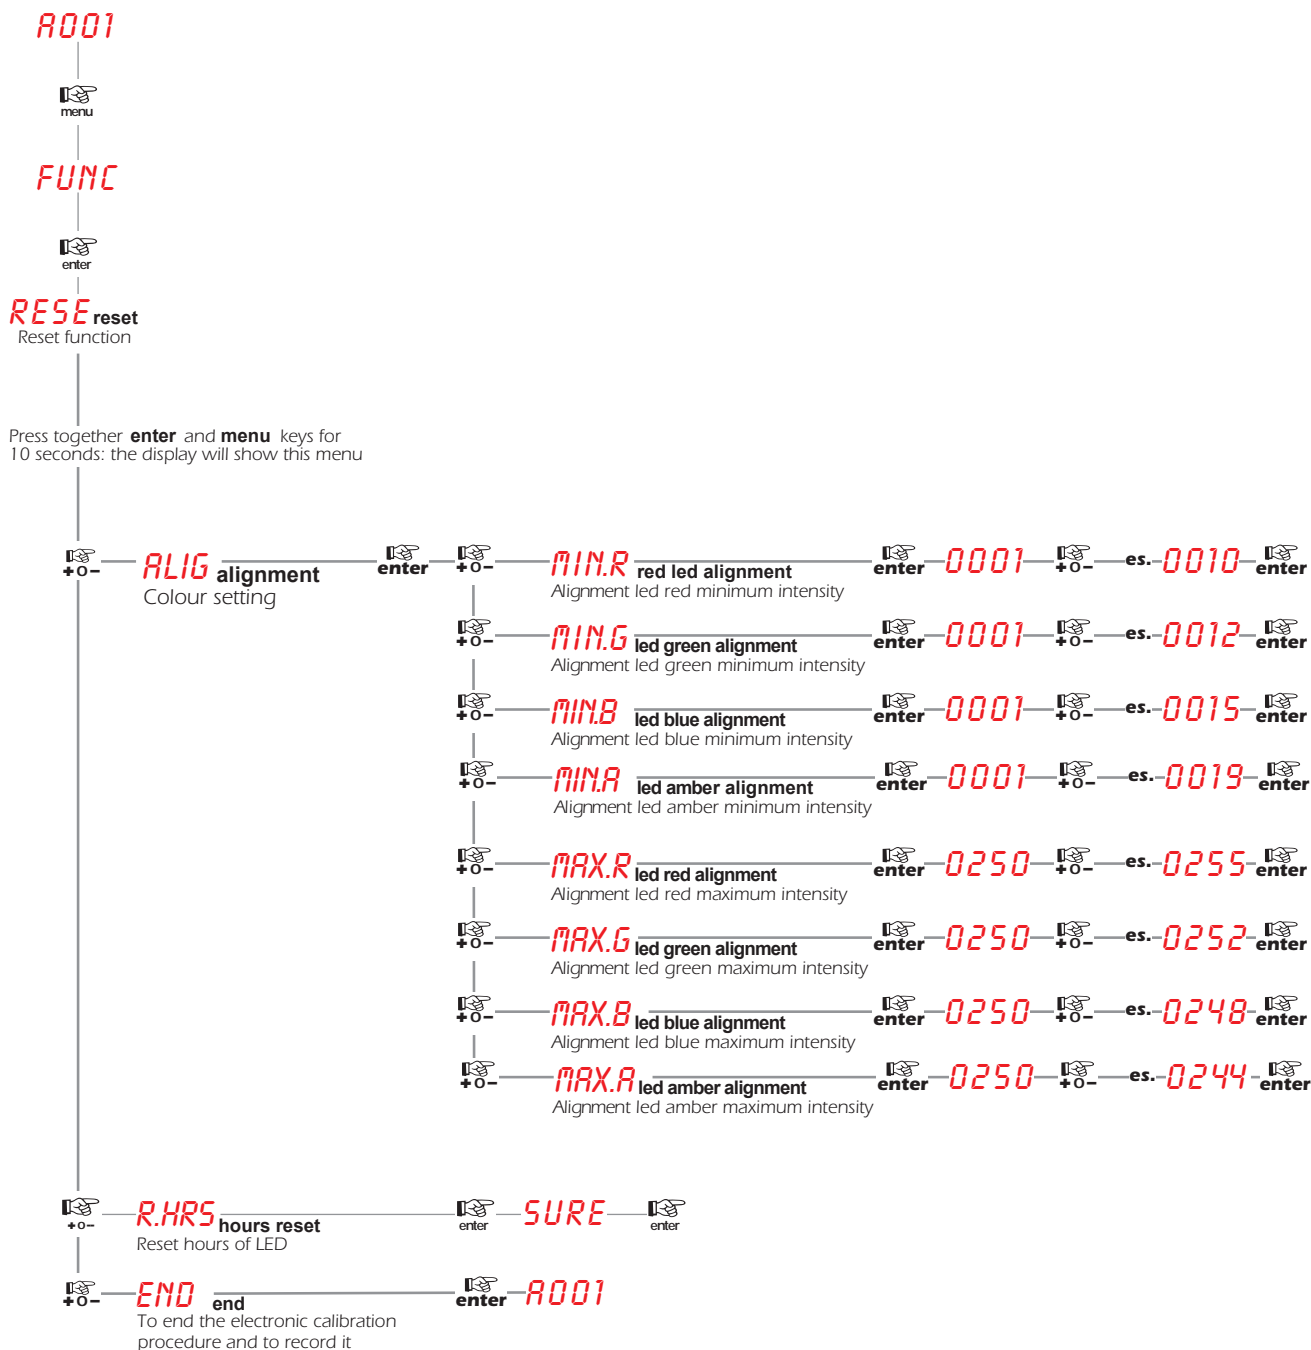 A001
menu
FUNC
enter
RESE reset
Reset function
Press together enter and menu keys for
10 seconds: the display will show this menu
+o- ALIG alignment enter +o- MIN.R red led alignment enter 0001 +o- es. 0010 enter
Colour setting
Alignment led red minimum intensity
+o- MIN.G led green alignment enter 0001 +o- es. 0012 enter
Alignment led green minimum intensity
+o- MIN.B led blue alignment enter 0001 +o- es. 0015 enter
Alignment led blue minimum intensity
+o- MIN.A led amber alignment enter 0001 +o- es. 0019 enter
Alignment led amber minimum intensity
+o- MAX.R led red alignment enter 0250 +o- es. 0255 enter
Alignment led red maximum intensity
+o- MAX.G led green alignment enter 0250 +o- es. 0252 enter
Alignment led green maximum intensity
+o- MAX.B led blue alignment enter 0250 +o- es. 0248 enter
Alignment led blue maximum intensity
+o- MAX.A led amber alignment enter 0250 +o- es. 0244 enter
Alignment led amber maximum intensity
+o- R.HRS hours reset enter SURE enter
Reset hours of LED
+o- END end enter A001
To end the electronic calibration
procedure and to record it